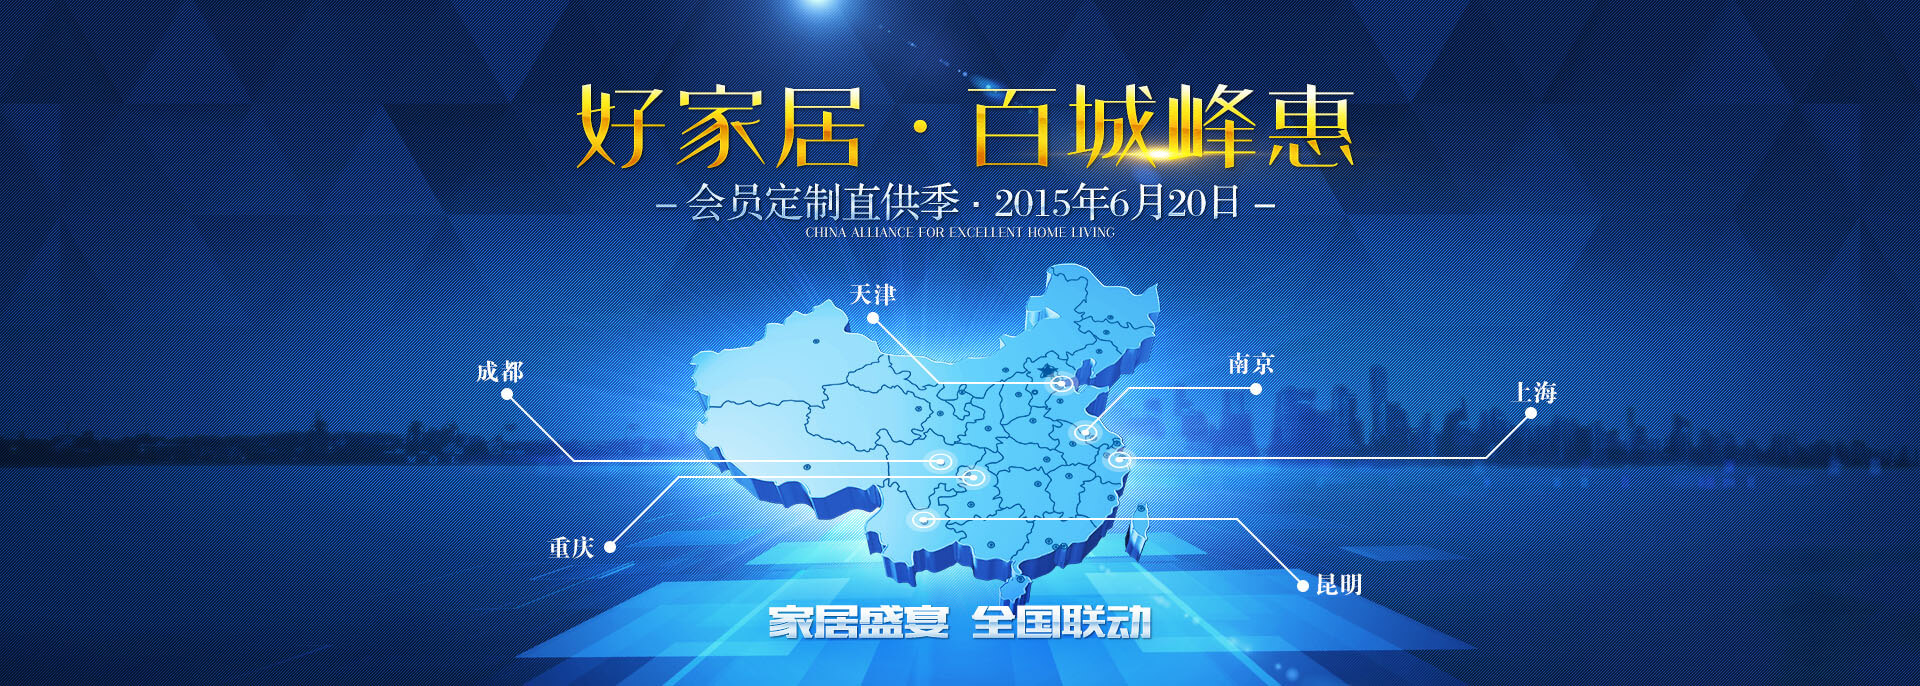 好家居·百城峰惠
–会员定制直供季·2015年6月20日–
CHINA ALLIANCE FOR EXCELLENT HOME LIVING
天津
成都
南京
上海
重庆
昆明
家居盛宴 全国联动